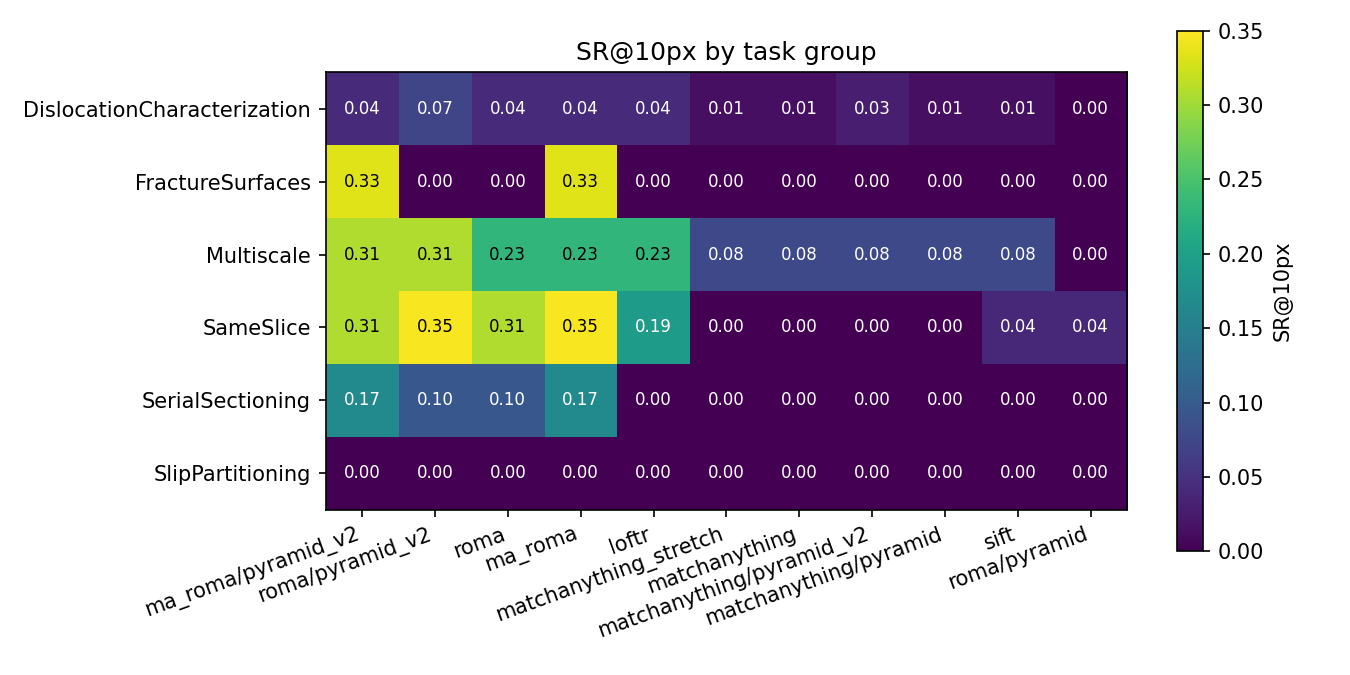 SR@10px by task group
DislocationCharacterization 0.04 0.07 0.04 0.04 0.04 0.01 0.01 0.03 0.01 0.01 0.00
FractureSurfaces 0.33 0.00 0.00 0.33 0.00 0.00 0.00 0.00 0.00 0.00 0.00
Multiscale 0.31 0.31 0.23 0.23 0.23 0.08 0.08 0.08 0.08 0.08 0.00
SameSlice 0.31 0.35 0.31 0.35 0.19 0.00 0.00 0.00 0.00 0.04 0.04
SerialSectioning 0.17 0.10 0.10 0.17 0.00 0.00 0.00 0.00 0.00 0.00 0.00
SlipPartitioning 0.00 0.00 0.00 0.00 0.00 0.00 0.00 0.00 0.00 0.00 0.00
ma_roma/pyramid_v2
roma/pyramid_v2
roma
ma_roma
loftr
matchanything_stretch
matchanything
matchanything/pyramid_v2
matchanything/pyramid
sift
roma/pyramid
0.35
0.30
0.25
0.20
0.15
0.10
0.05
0.00
SR@10px